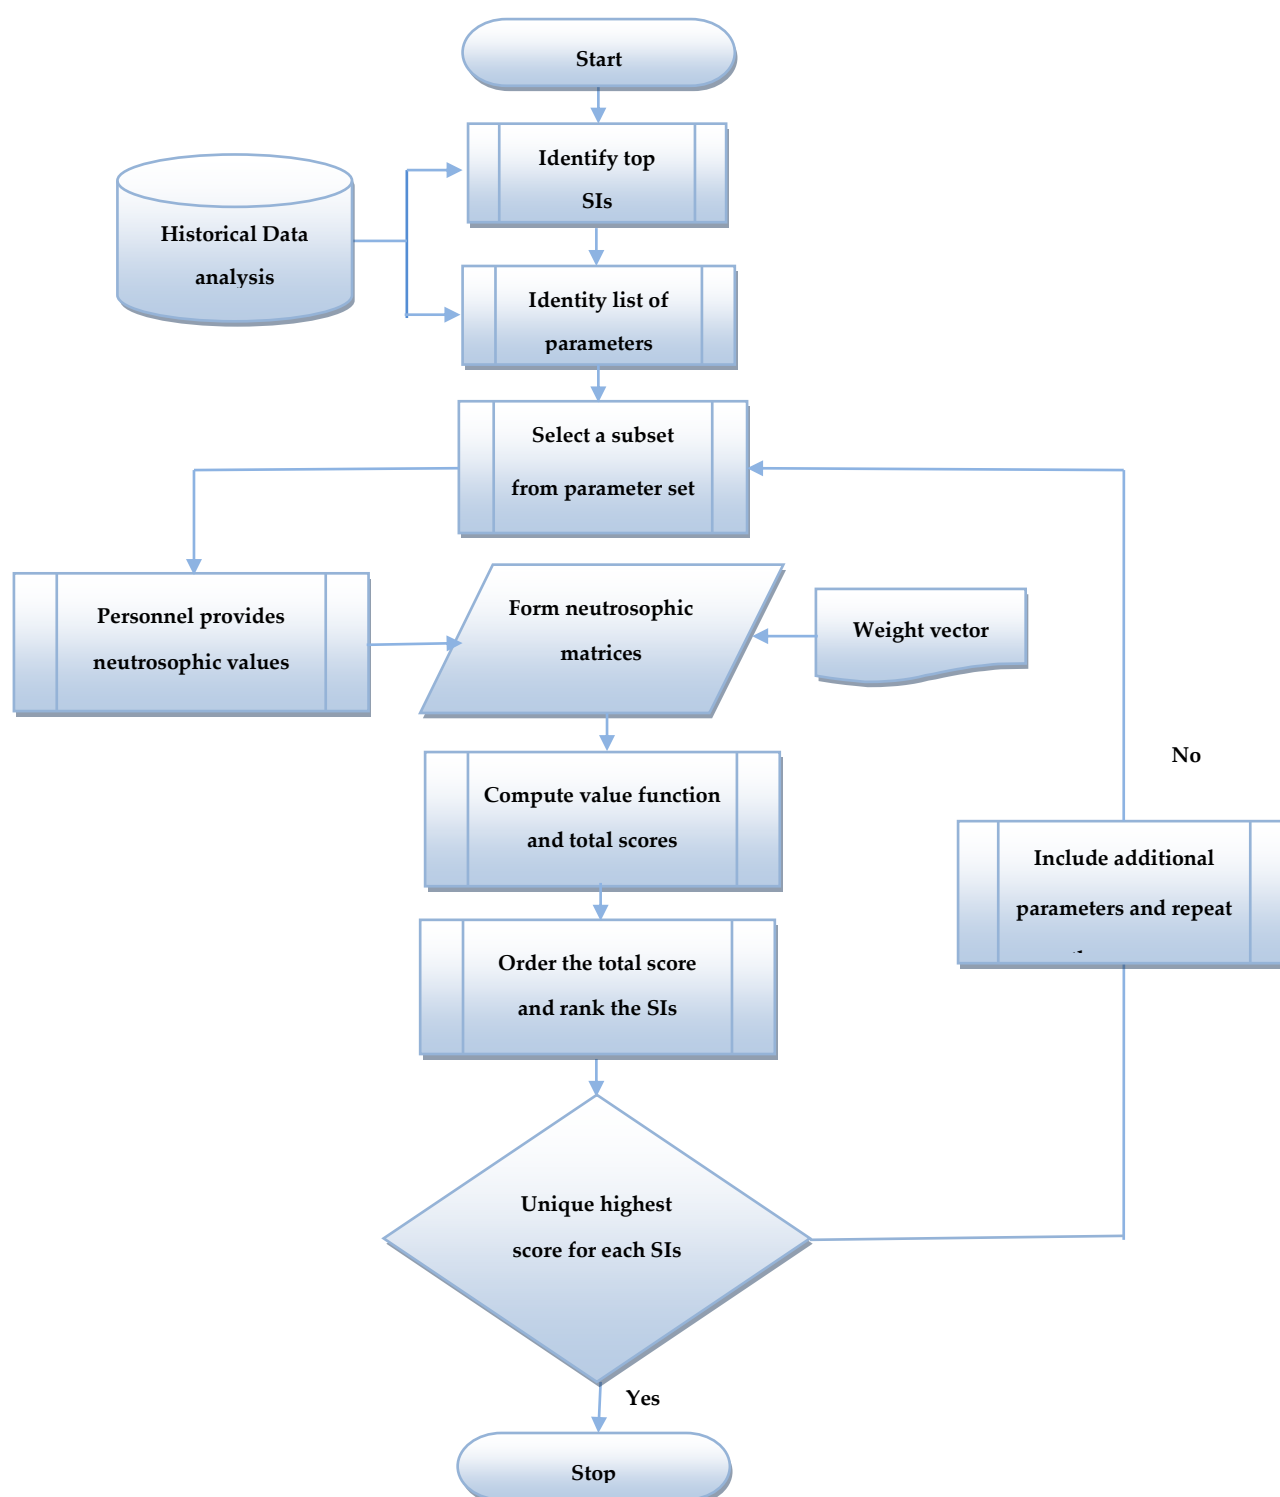 Start
Identify top
SIs
Historical Data
analysis
Identity list of
parameters
Select a subset
from parameter set
Personnel provides
neutrosophic values
Form neutrosophic
matrices
Weight vector
Compute value function
and total scores
No
Include additional
parameters and repeat
Order the total score
and rank the SIs
Unique highest
score for each SIs
Yes
Stop